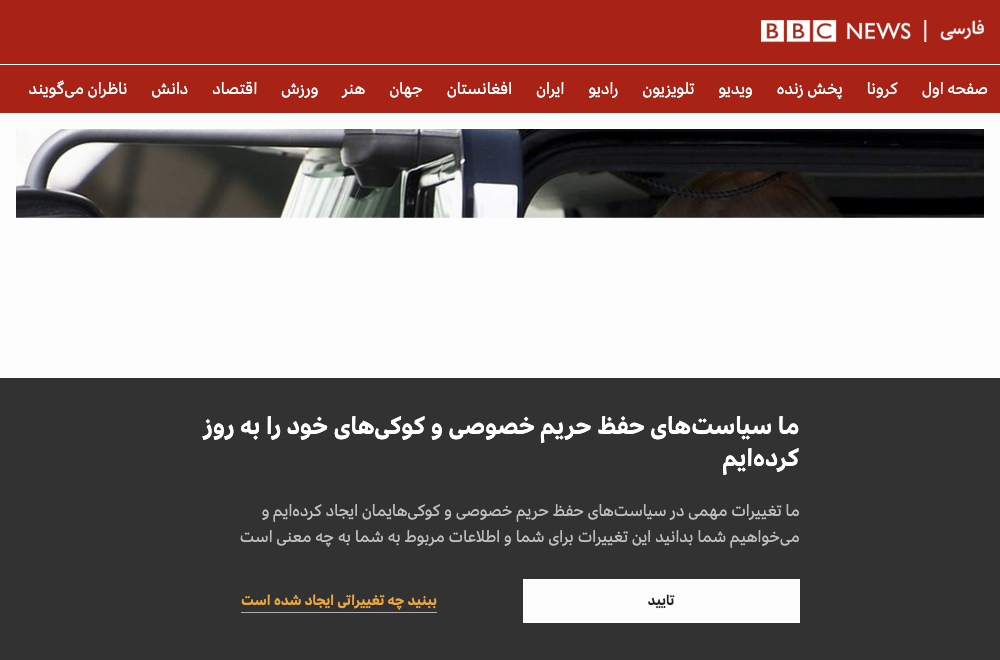 BBC NEWS | فارسی
صفحه اول کرونا پخش زنده ویدیو تلویزیون رادیو ایران افغانستان جهان هنر ورزش اقتصاد دانش ناظران می‌گویند
ما سیاست‌های حفظ حریم خصوصی و کوکی‌های خود را به روز
کرده‌ایم
ما تغییرات مهمی در سیاست‌های حفظ حریم خصوصی و کوکی‌هایمان ایجاد کرده‌ایم و
می‌خواهیم شما بدانید این تغییرات برای شما و اطلاعات مربوط به شما به چه معنی است
تایید
ببنید چه تغییراتی ایجاد شده است